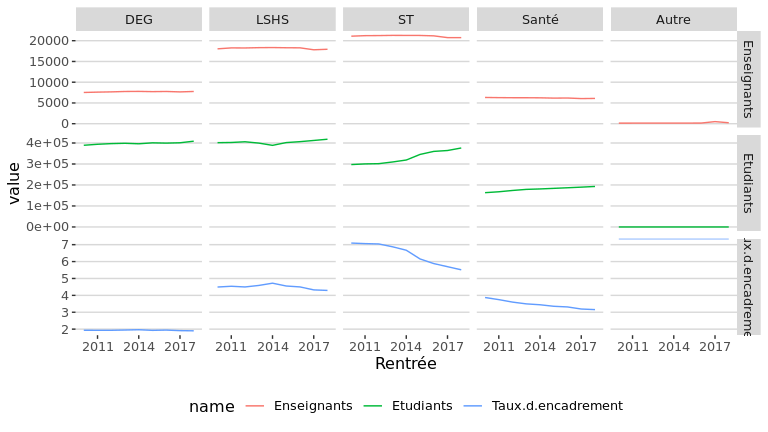 DEG LSHS ST Santé Autre
20000
15000
10000
5000
0
Enseignants
4e+05
3e+05
2e+05
1e+05
0e+00
Etudiants
7
6
5
4
3
2
ux.d.encadreme
value
2011 2014 2017 2011 2014 2017 2011 2014 2017 2011 2014 2017 2011 2014 2017
Rentrée
name Enseignants Etudiants Taux.d.encadrement